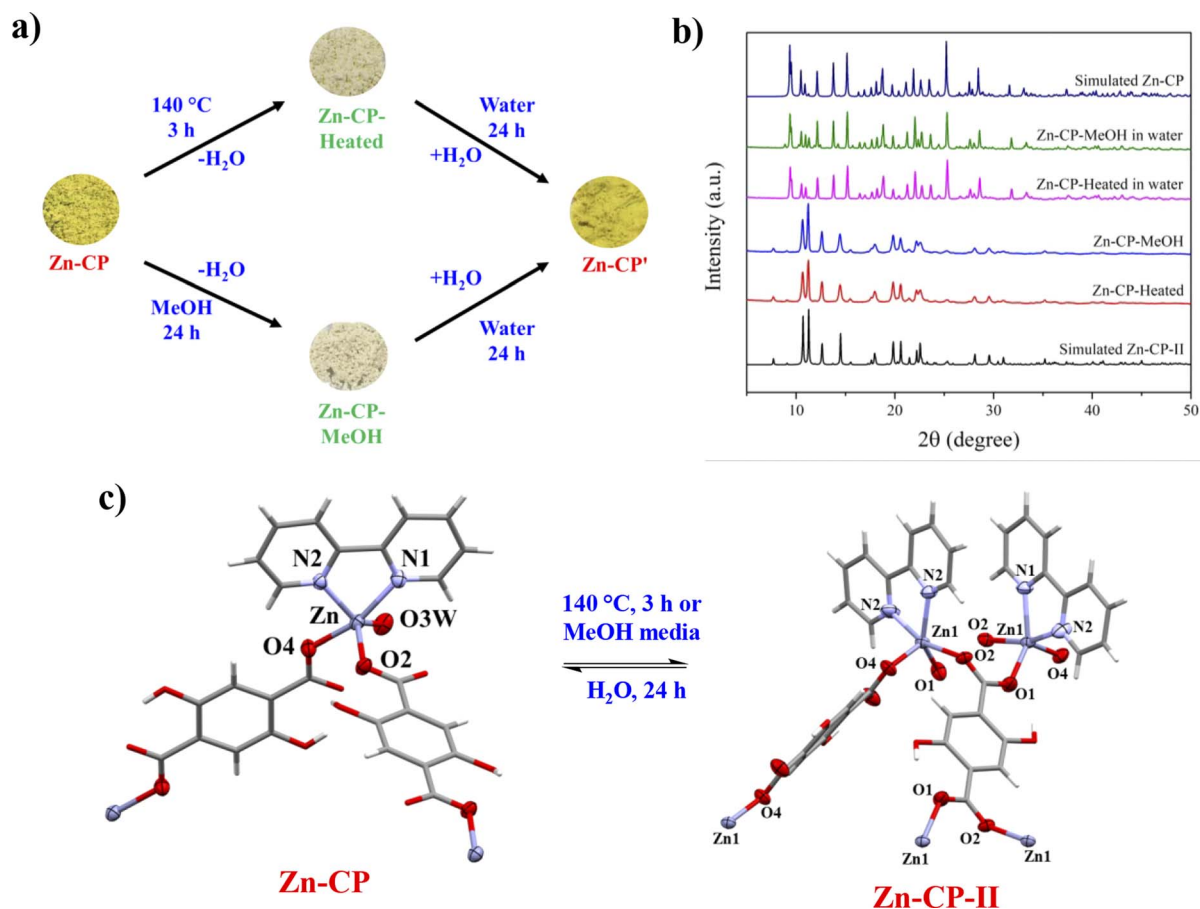 a)
140 °C
3 h
-H₂O
Zn-CP-
Heated
Water
24 h
+H₂O
Zn-CP
-H₂O
MeOH
24 h
Zn-CP-
MeOH
+H₂O
Water
24 h
Zn-CP'
b)
Intensity (a.u.)
Simulated Zn-CP
Zn-CP-MeOH in water
Zn-CP-Heated in water
Zn-CP-MeOH
Zn-CP-Heated
Simulated Zn-CP-II
10 20 30 40 50
2θ (degree)
c)
N2 N1
Zn O3W
O4 O2
Zn-CP
140 °C, 3 h or
MeOH media
H₂O, 24 h
N2 N2 N1 N2
Zn1 O2 Zn1
O4 O1 O2 O1 O4
O4 Zn1
O1 O2
Zn1 Zn1
Zn-CP-II